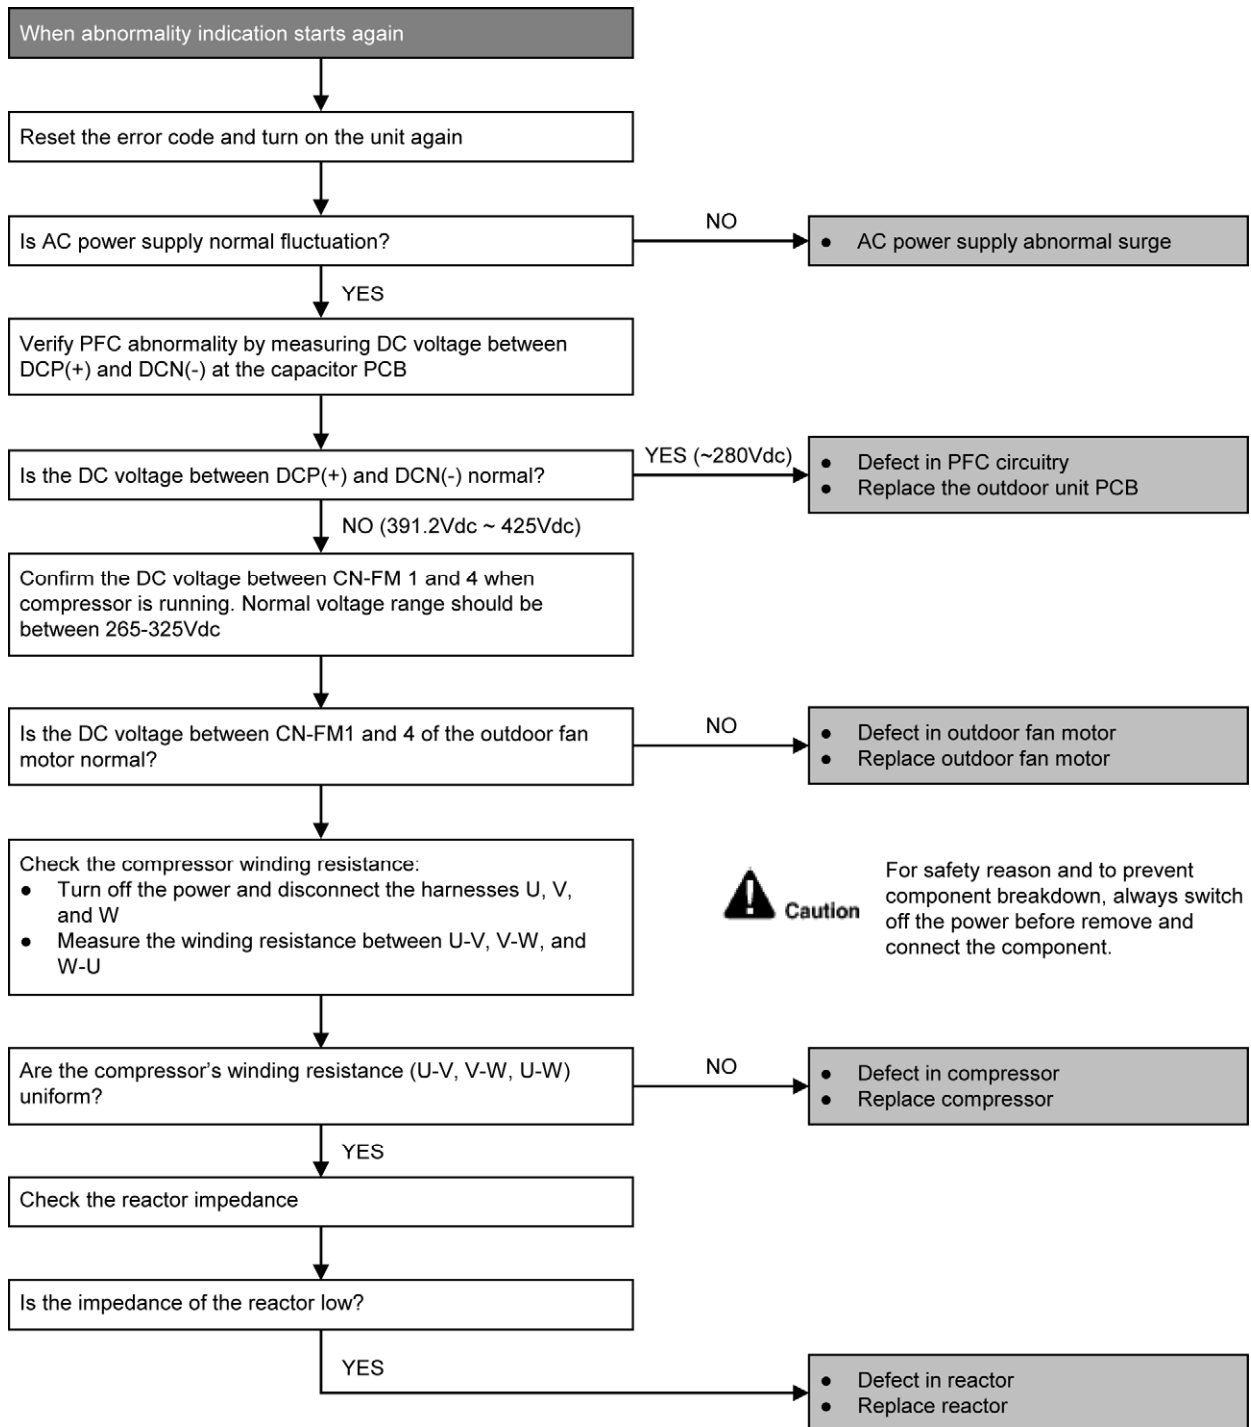 When abnormality indication starts again
Reset the error code and turn on the unit again
Is AC power supply normal fluctuation?
NO
● AC power supply abnormal surge
YES
Verify PFC abnormality by measuring DC voltage between
DCP(+) and DCN(-) at the capacitor PCB
Is the DC voltage between DCP(+) and DCN(-) normal?
YES (~280Vdc)
● Defect in PFC circuitry
● Replace the outdoor unit PCB
NO (391.2Vdc ~ 425Vdc)
Confirm the DC voltage between CN-FM 1 and 4 when
compressor is running. Normal voltage range should be
between 265-325Vdc
Is the DC voltage between CN-FM1 and 4 of the outdoor fan
motor normal?
NO
● Defect in outdoor fan motor
● Replace outdoor fan motor
Check the compressor winding resistance:
● Turn off the power and disconnect the harnesses U, V,
and W
● Measure the winding resistance between U-V, V-W, and
W-U
Caution
For safety reason and to prevent
component breakdown, always switch
off the power before remove and
connect the component.
Are the compressor's winding resistance (U-V, V-W, U-W)
uniform?
NO
● Defect in compressor
● Replace compressor
YES
Check the reactor impedance
Is the impedance of the reactor low?
YES
● Defect in reactor
● Replace reactor